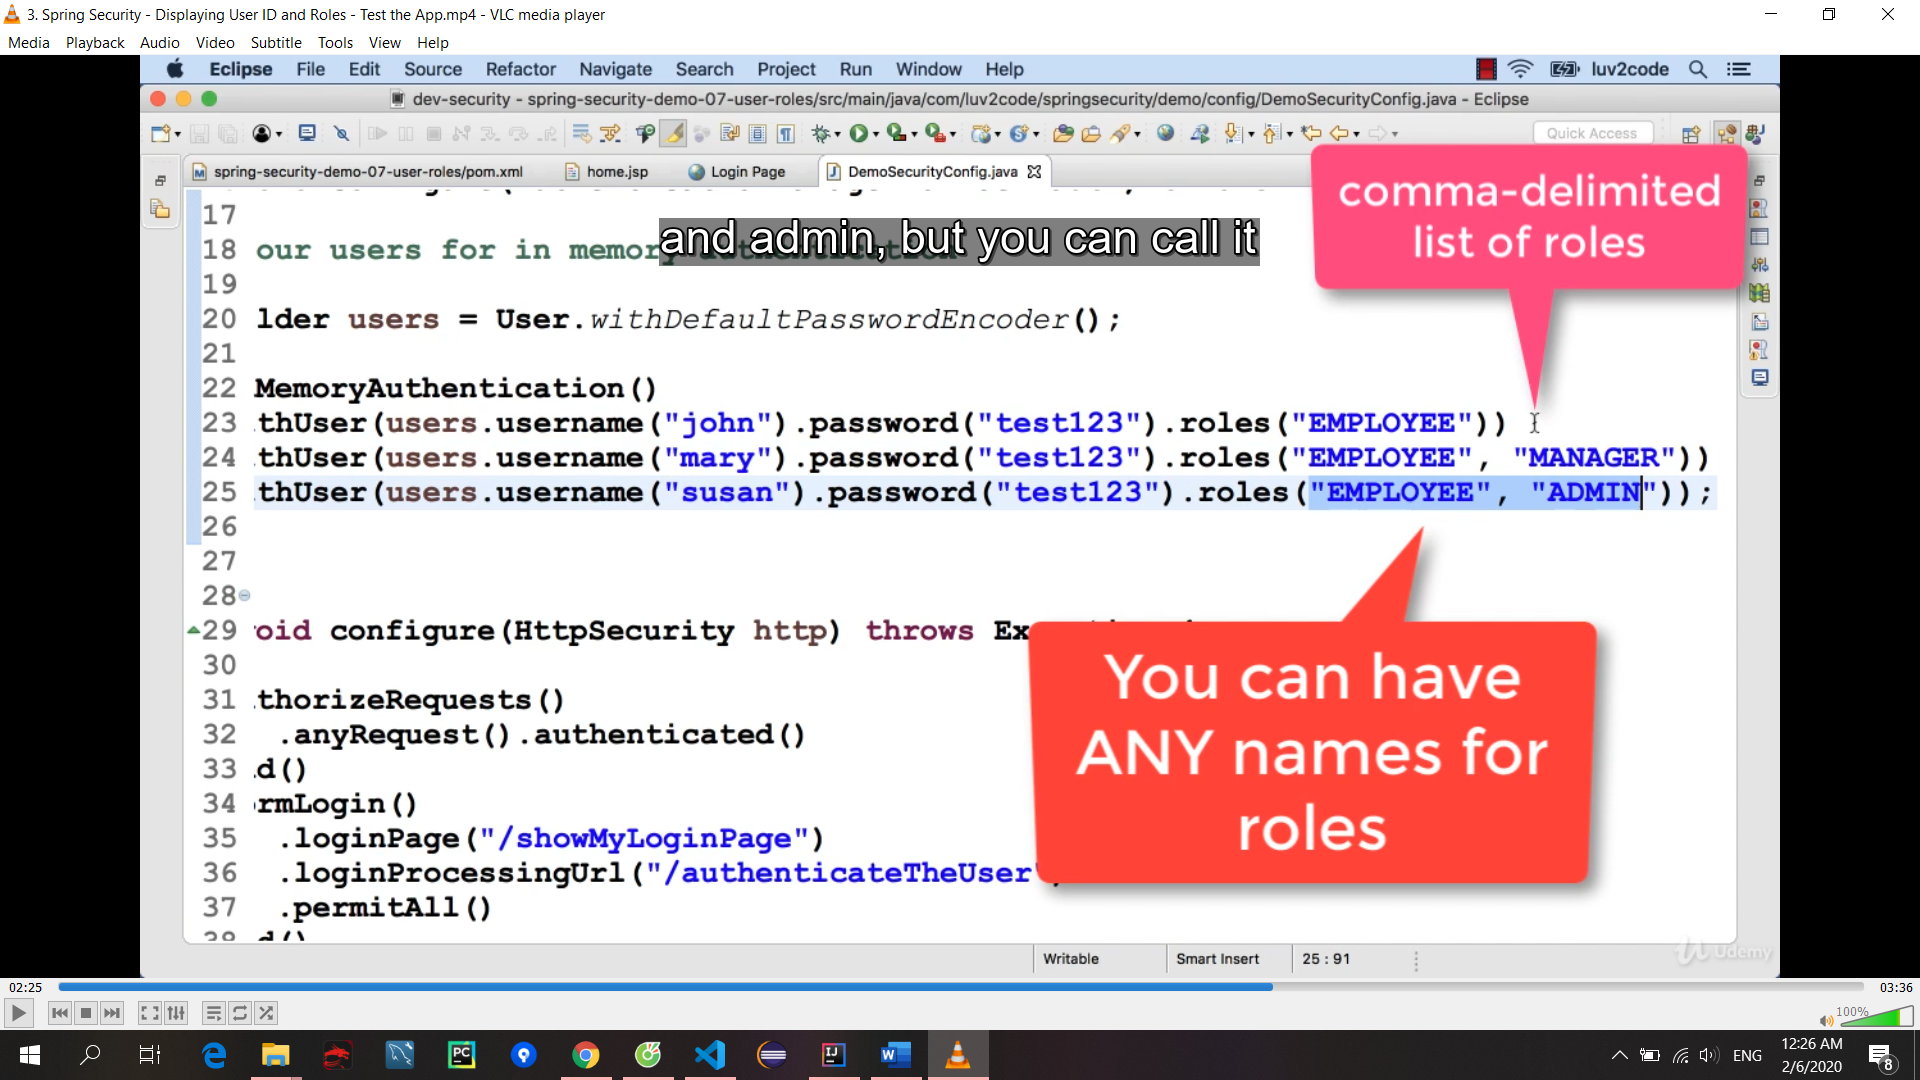 3. Spring Security - Displaying User ID and Roles - Test the App.mp4 - VLC media player
Media Playback Audio Video Subtitle Tools View Help
Eclipse File Edit Source Refactor Navigate Search Project Run Window Help luv2code
dev-security - spring-security-demo-07-user-roles/src/main/java/com/luv2code/springsecurity/demo/config/DemoSecurityConfig.java - Eclipse
Quick Access
spring-security-demo-07-user-roles/pom.xml home.jsp Login Page DemoSecurityConfig.java
comma-delimited
list of roles
and admin, but you can call it
17
18 our users for in memory
19
20 lder users = User.withDefaultPasswordEncoder();
21
22 MemoryAuthentication()
23 thUser(users.username("john").password("test123").roles("EMPLOYEE"))
24 thUser(users.username("mary").password("test123").roles("EMPLOYEE", "MANAGER"))
25 thUser(users.username("susan").password("test123").roles("EMPLOYEE", "ADMIN"));
26
27
28
29 oid configure(HttpSecurity http) throws Ex
30
31 thorizeRequests()
32 .anyRequest().authenticated()
33 d()
34 rmLogin()
35 .loginPage("/showMyLoginPage")
36 .loginProcessingUrl("/authenticateTheUser"
37 .permitAll()
You can have
ANY names for
roles
Writable Smart Insert 25 : 91
Udemy
02:25 03:36
100%
ENG 12:26 AM
2/6/2020
8